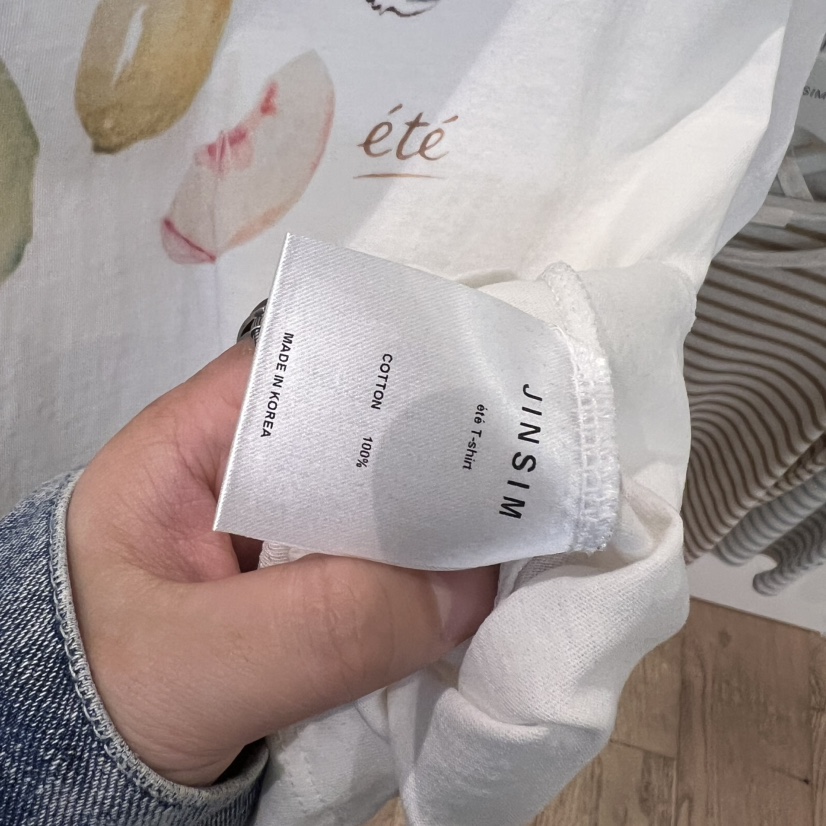 été
JINSIM
été T-shirt
COTTON 100%
MADE IN KOREA